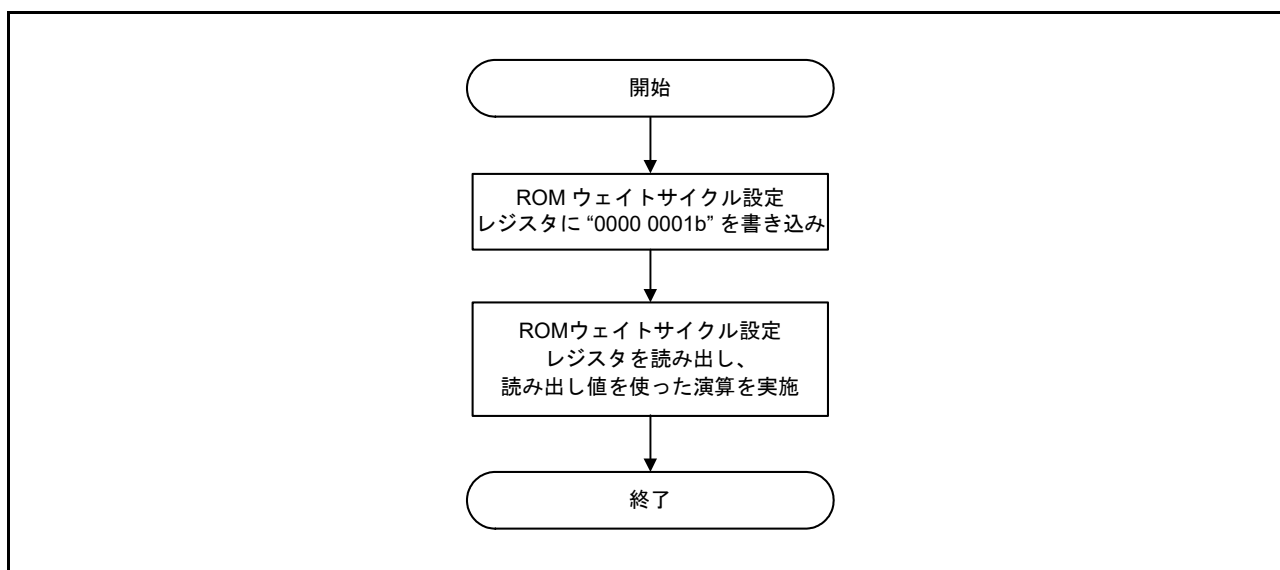 開始
ROM ウェイトサイクル設定
レジスタに “0000 0001b” を書き込み
ROMウェイトサイクル設定
レジスタを読み出し、
読み出し値を使った演算を実施
終了